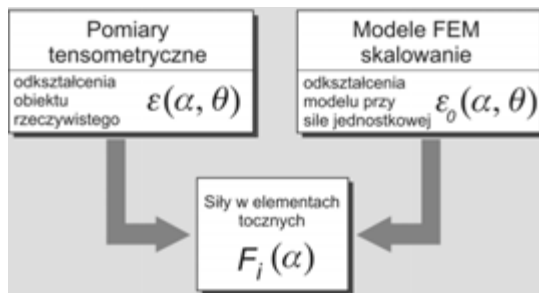 Pomiary
tensometryczne
odkształcenia
obiektu
rzeczywistego
ε(α, θ)
Modele FEM
skalowanie
odkształcenia
modelu przy
sile jednostkowej
ε₀(α, θ)
Siły w elementach
tocznych
Fᵢ(α)